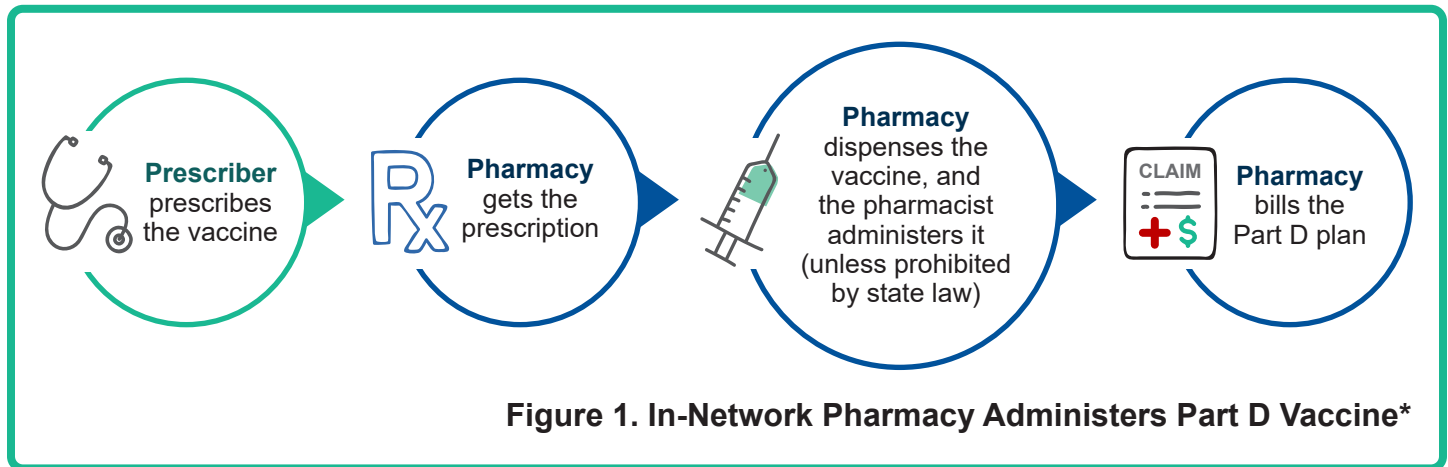 Prescriber
prescribes
the vaccine
Rx
Pharmacy
gets the
prescription
Pharmacy
dispenses the
vaccine, and
the pharmacist
administers it
(unless prohibited
by state law)
CLAIM
+ $
Pharmacy
bills the
Part D plan
Figure 1. In-Network Pharmacy Administers Part D Vaccine*